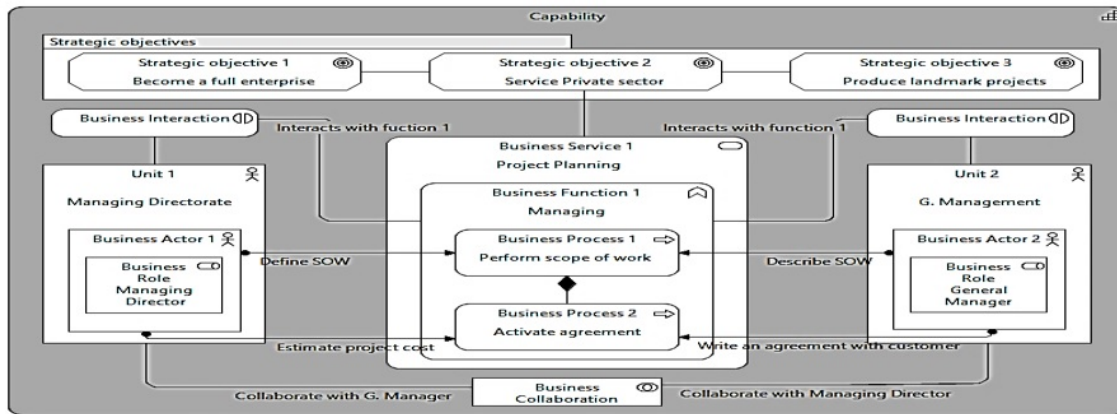 Capability
Strategic objectives
Strategic objective 1
Become a full enterprise
Strategic objective 2
Service Private sector
Strategic objective 3
Produce landmark projects
Business Interaction
Interacts with fuction 1
Interacts with function 1
Business Interaction
Business Service 1
Project Planning
Unit 1
Managing Directorate
Business Function 1
Managing
Unit 2
G. Management
Business Actor 1
Business
Role
Managing
Director
Define SOW
Business Process 1
Perform scope of work
Describe SOW
Business Actor 2
Business
Role
General
Manager
Business Process 2
Activate agreement
Estimate project cost
Write an agreement with customer
Collaborate with G. Manager
Business
Collaboration
Collaborate with Managing Director